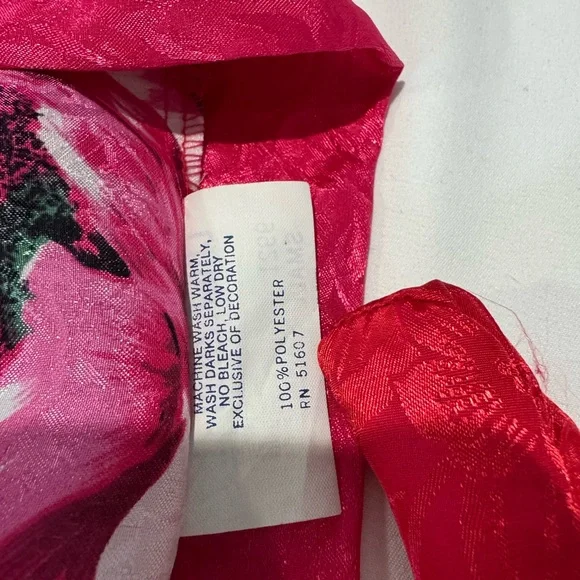 MACHINE WASH WARM,
WASH DARKS SEPARATELY,
NO BLEACH, LOW DRY
EXCLUSIVE OF DECORATION
100% POLYESTER
RN 51607